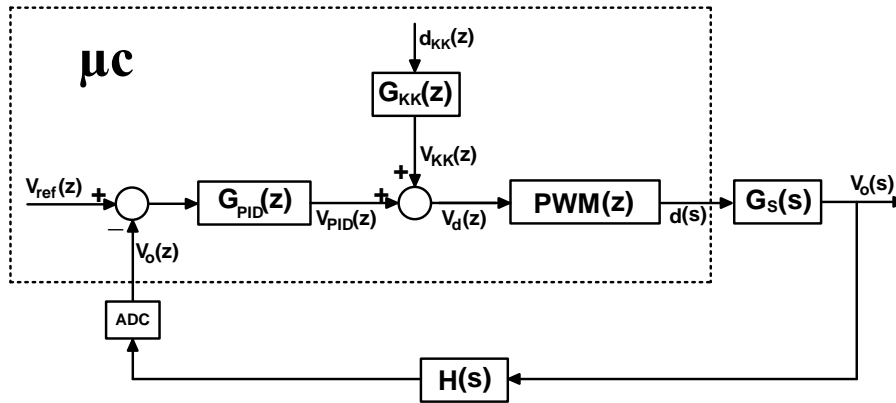 μc
d_KK(z)
G_KK(z)
V_KK(z)
+
V_ref(z)
+
G_PID(z)
+
PWM(z)
G_S(s)
V_o(s)
−
V_o(z)
V_PID(z)
V_d(z)
d(s)
ADC
H(s)